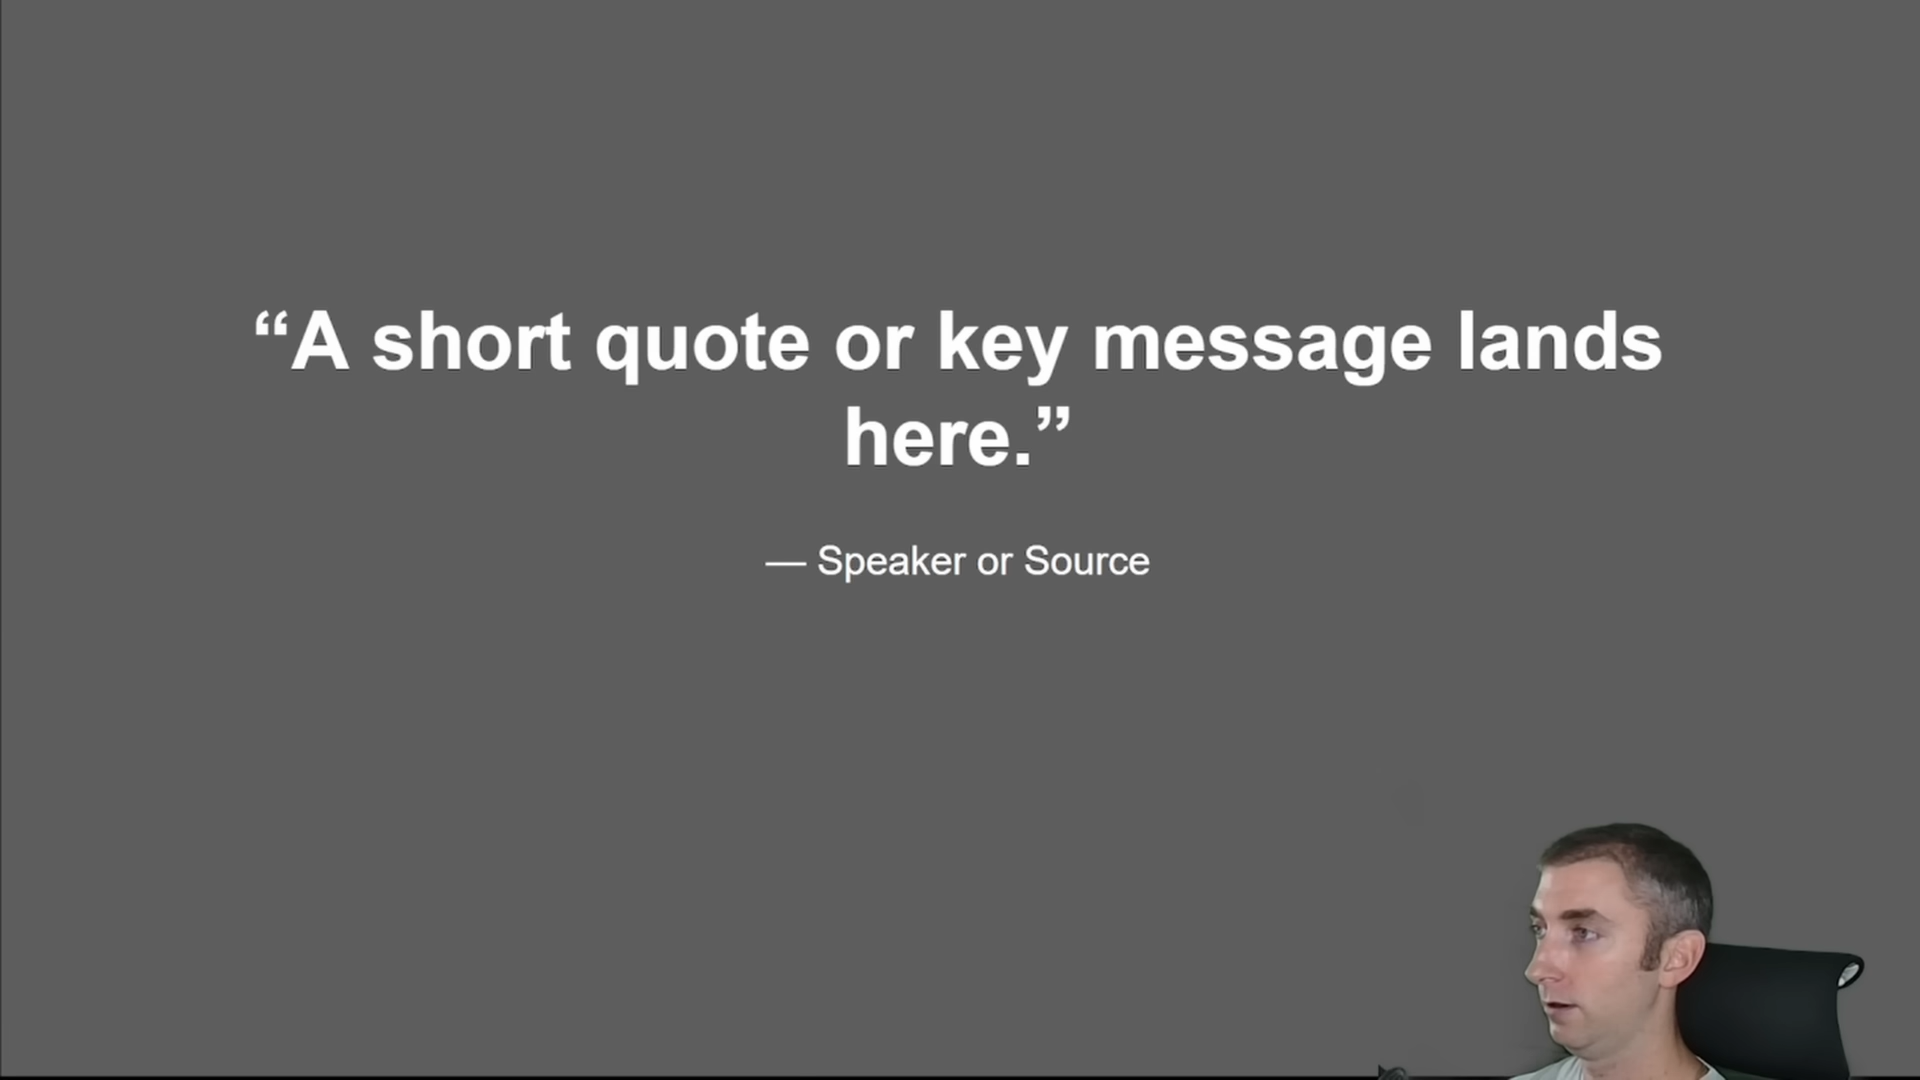 “A short quote or key message lands
here.”
— Speaker or Source